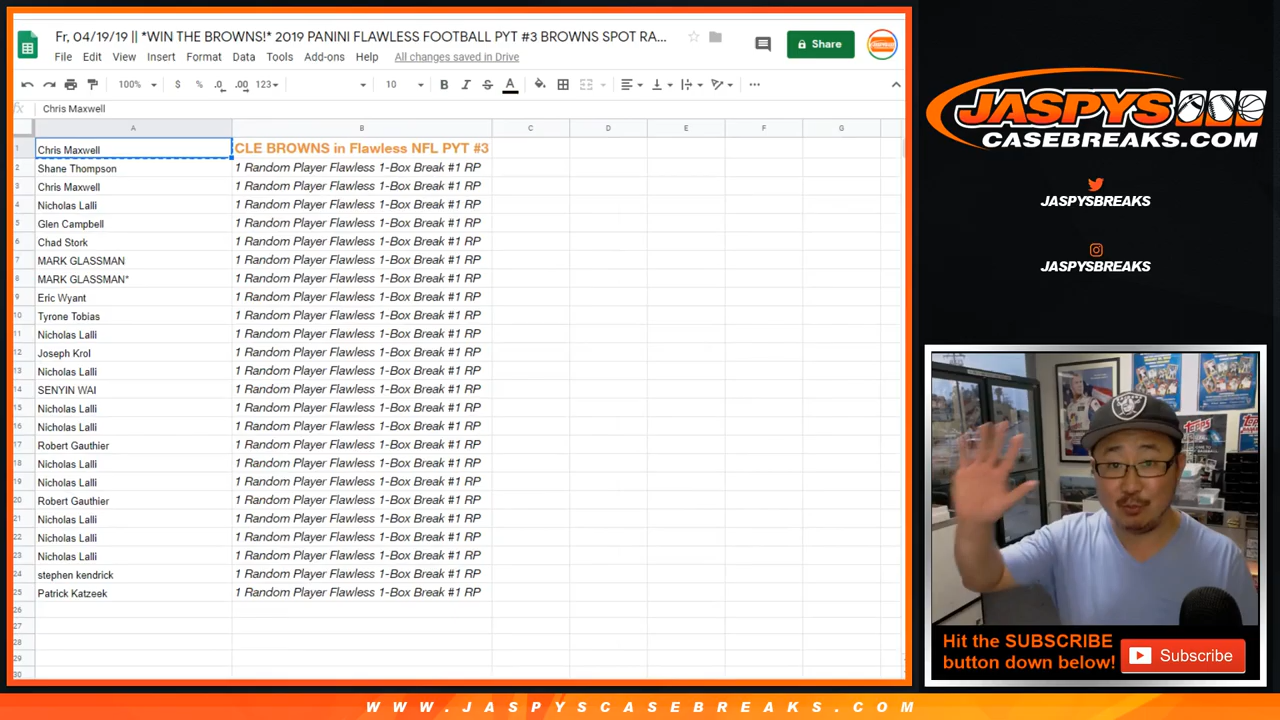 Fr, 04/19/19 || *WIN THE BROWNS!* 2019 PANINI FLAWLESS FOOTBALL PYT #3 BROWNS SPOT RA...
Share
File Edit View Insert Format Data Tools Add-ons Help All changes saved in Drive
100% $ % .0 .00 123 10 B I S A
fx Chris Maxwell
A B C D E F G
1 Chris Maxwell CLE BROWNS in Flawless NFL PYT #3
2 Shane Thompson 1 Random Player Flawless 1-Box Break #1 RP
3 Chris Maxwell 1 Random Player Flawless 1-Box Break #1 RP
4 Nicholas Lalli 1 Random Player Flawless 1-Box Break #1 RP
5 Glen Campbell 1 Random Player Flawless 1-Box Break #1 RP
6 Chad Stork 1 Random Player Flawless 1-Box Break #1 RP
7 MARK GLASSMAN 1 Random Player Flawless 1-Box Break #1 RP
8 MARK GLASSMAN* 1 Random Player Flawless 1-Box Break #1 RP
9 Eric Wyant 1 Random Player Flawless 1-Box Break #1 RP
10 Tyrone Tobias 1 Random Player Flawless 1-Box Break #1 RP
11 Nicholas Lalli 1 Random Player Flawless 1-Box Break #1 RP
12 Joseph Krol 1 Random Player Flawless 1-Box Break #1 RP
13 Nicholas Lalli 1 Random Player Flawless 1-Box Break #1 RP
14 SENYIN WAI 1 Random Player Flawless 1-Box Break #1 RP
15 Nicholas Lalli 1 Random Player Flawless 1-Box Break #1 RP
16 Nicholas Lalli 1 Random Player Flawless 1-Box Break #1 RP
17 Robert Gauthier 1 Random Player Flawless 1-Box Break #1 RP
18 Nicholas Lalli 1 Random Player Flawless 1-Box Break #1 RP
19 Nicholas Lalli 1 Random Player Flawless 1-Box Break #1 RP
20 Robert Gauthier 1 Random Player Flawless 1-Box Break #1 RP
21 Nicholas Lalli 1 Random Player Flawless 1-Box Break #1 RP
22 Nicholas Lalli 1 Random Player Flawless 1-Box Break #1 RP
23 Nicholas Lalli 1 Random Player Flawless 1-Box Break #1 RP
24 stephen kendrick 1 Random Player Flawless 1-Box Break #1 RP
25 Patrick Katzeek 1 Random Player Flawless 1-Box Break #1 RP
26
27
28
29
30
JASPYS
CASEBREAKS.COM
JASPYSBREAKS
JASPYSBREAKS
RAIDERS
topps
Hit the SUBSCRIBE
button down below!
Subscribe
WWW.JASPYSCASEBREAKS.COM